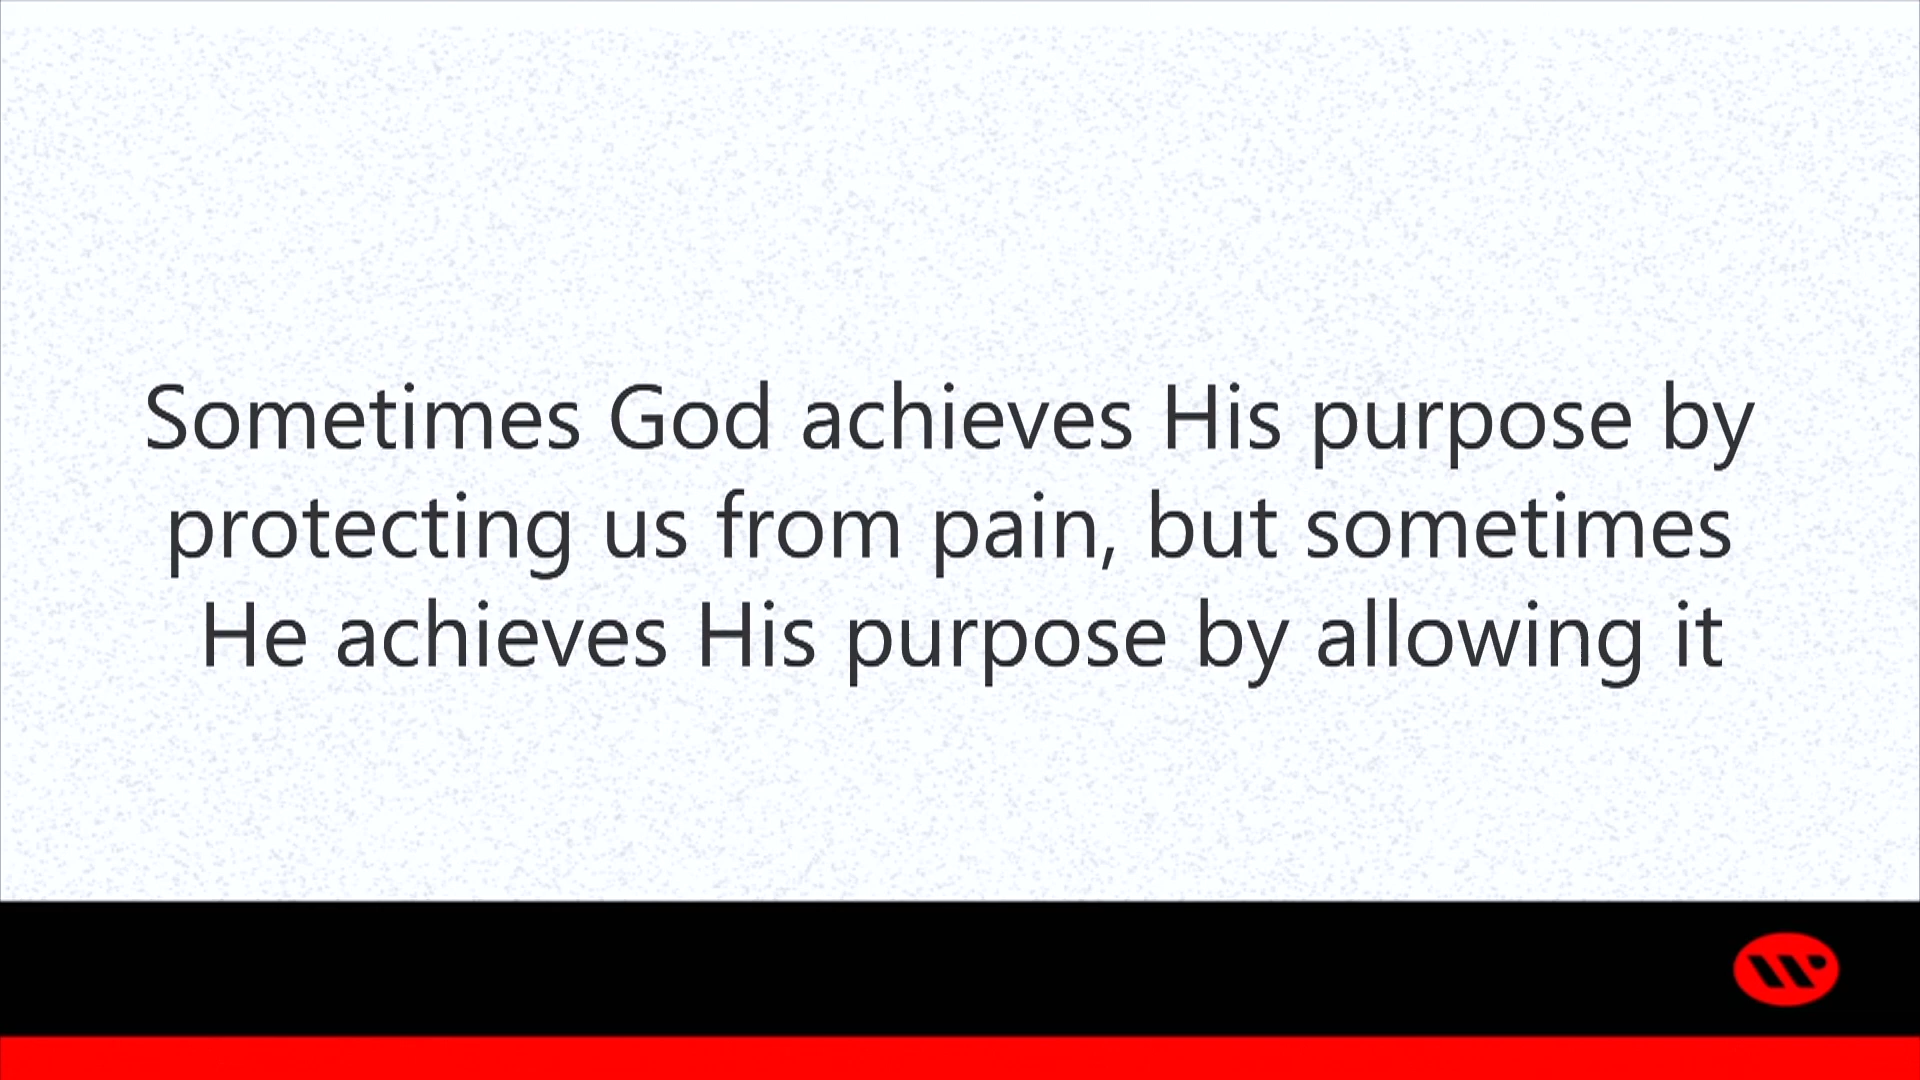 Sometimes God achieves His purpose by
protecting us from pain, but sometimes
He achieves His purpose by allowing it